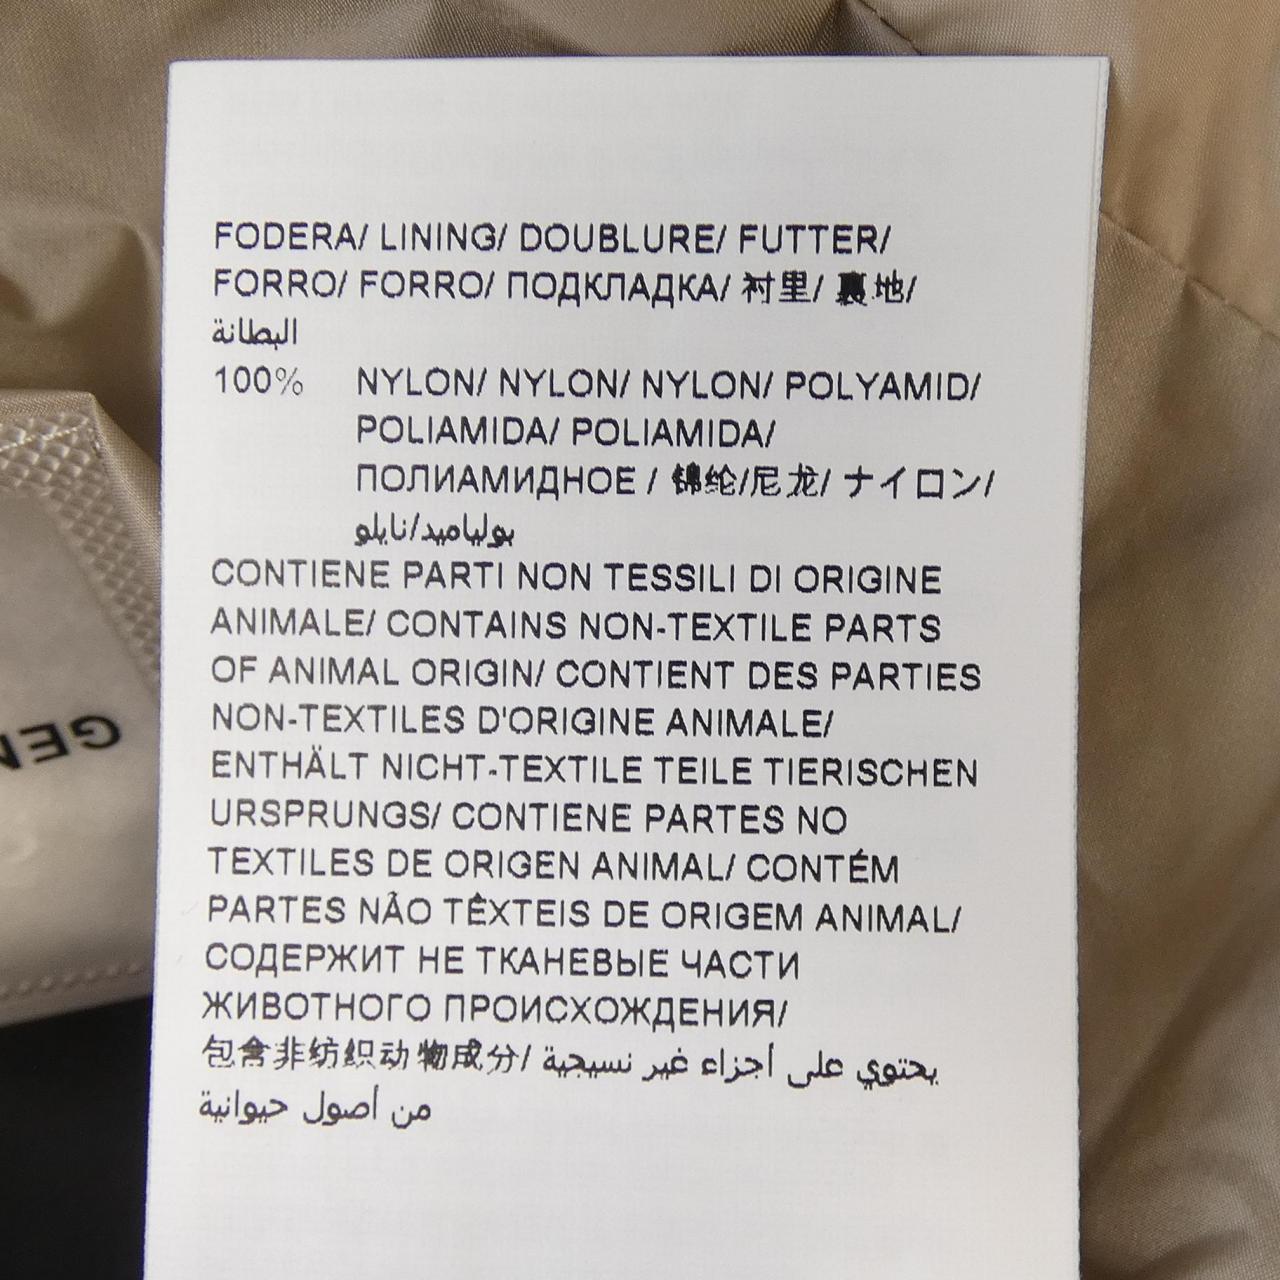 FODERA/ LINING/ DOUBLURE/ FUTTER/
FORRO/ FORRO/ ПОДКЛАДКА/ 衬里/ 裏地/
البطانة
100% NYLON/ NYLON/ NYLON/ POLYAMID/
POLIAMIDA/ POLIAMIDA/
ПОЛИАМИДНОЕ / 锦纶/尼龙/ ナイロン/
بولياميد/نايلو
CONTIENE PARTI NON TESSILI DI ORIGINE
ANIMALE/ CONTAINS NON-TEXTILE PARTS
OF ANIMAL ORIGIN/ CONTIENT DES PARTIES
NON-TEXTILES D'ORIGINE ANIMALE/
ENTHÄLT NICHT-TEXTILE TEILE TIERISCHEN
URSPRUNGS/ CONTIENE PARTES NO
TEXTILES DE ORIGEN ANIMAL/ CONTÉM
PARTES NÃO TÊXTEIS DE ORIGEM ANIMAL/
СОДЕРЖИТ НЕ ТКАНЕВЫЕ ЧАСТИ
ЖИВОТНОГО ПРОИСХОЖДЕНИЯ/
包含非纺织动物成分/ يحتوي على أجزاء غير نسيجية
من أصول حيوانية